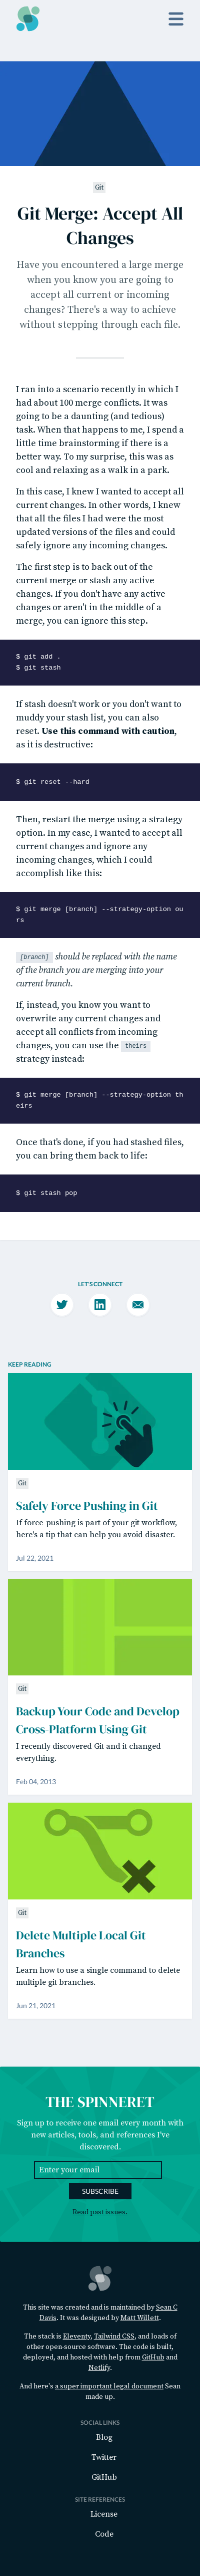 Git
Git Merge: Accept All
Changes
Have you encountered a large merge
when you know you are going to
accept all current or incoming
changes? There's a way to achieve
without stepping through each file.
I ran into a scenario recently in which I
had about 100 merge conflicts. It was
going to be a daunting (and tedious)
task. When that happens to me, I spend a
little time brainstorming if there is a
better way. To my surprise, this was as
cool and relaxing as a walk in a park.
In this case, I knew I wanted to accept all
current changes. In other words, I knew
that all the files I had were the most
updated versions of the files and could
safely ignore any incoming changes.
The first step is to back out of the
current merge or stash any active
changes. If you don't have any active
changes or aren't in the middle of a
merge, you can ignore this step.
$ git add .
$ git stash
If stash doesn't work or you don't want to
muddy your stash list, you can also
reset. Use this command with caution,
as it is destructive:
$ git reset --hard
Then, restart the merge using a strategy
option. In my case, I wanted to accept all
current changes and ignore any
incoming changes, which I could
accomplish like this:
$ git merge [branch] --strategy-option ou
rs
[branch] should be replaced with the name
of the branch you are merging into your
current branch.
If, instead, you know you want to
overwrite any current changes and
accept all conflicts from incoming
changes, you can use the theirs
strategy instead:
$ git merge [branch] --strategy-option th
eirs
Once that's done, if you had stashed files,
you can bring them back to life:
$ git stash pop
LET'S CONNECT
KEEP READING
Git
Safely Force Pushing in Git
If force-pushing is part of your git workflow,
here's a tip that can help you avoid disaster.
Jul 22, 2021
Git
Backup Your Code and Develop
Cross-Platform Using Git
I recently discovered Git and it changed
everything.
Feb 04, 2013
Git
Delete Multiple Local Git
Branches
Learn how to use a single command to delete
multiple git branches.
Jun 21, 2021
THE SPINNERET
Sign up to receive one email every month with
new articles, tools, and references I've
discovered.
Enter your email
SUBSCRIBE
Read past issues.
This site was created and is maintained by Sean C
Davis. It was designed by Matt Willett.
The stack is Eleventy, Tailwind CSS, and loads of
other open-source software. The code is built,
deployed, and hosted with help from GitHub and
Netlify.
And here's a super important legal document Sean
made up.
SOCIAL LINKS
Blog
Twitter
GitHub
SITE REFERENCES
License
Code